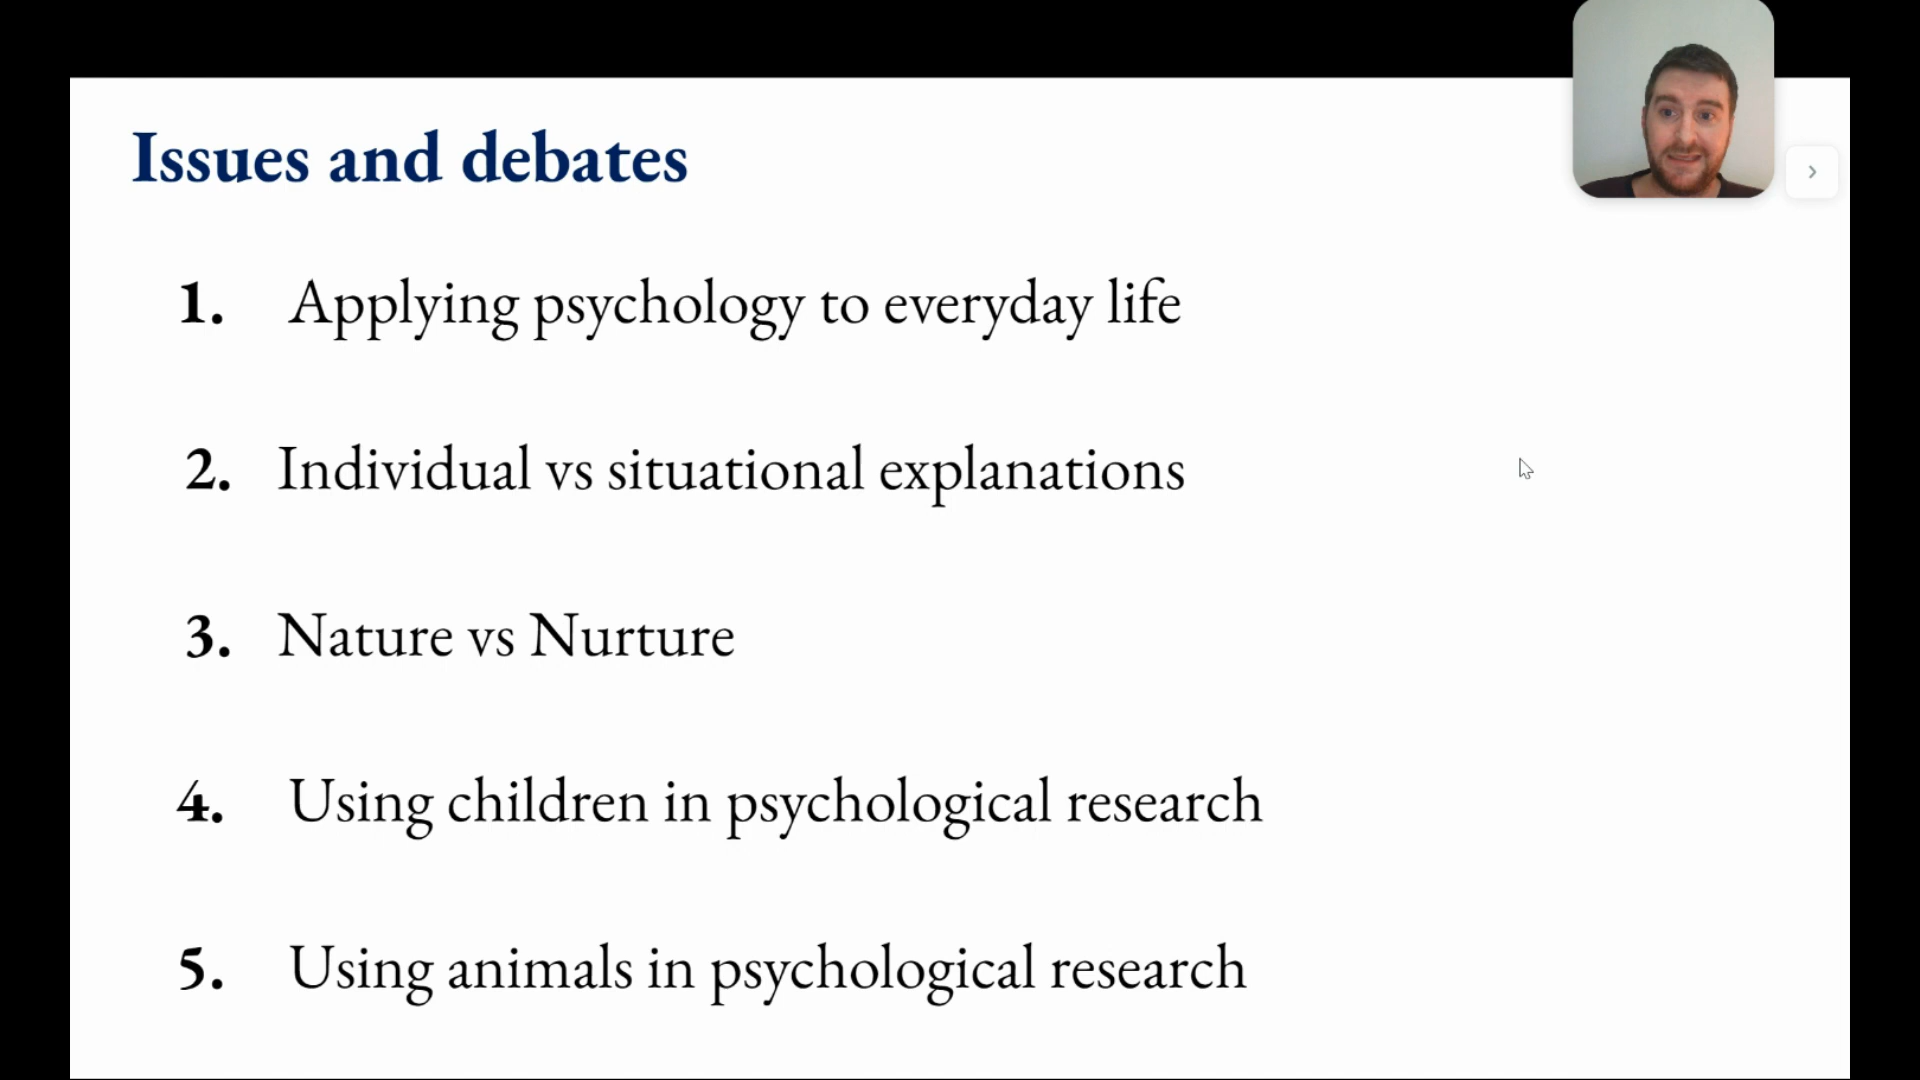 Issues and debates
1. Applying psychology to everyday life
2. Individual vs situational explanations
3. Nature vs Nurture
4. Using children in psychological research
5. Using animals in psychological research